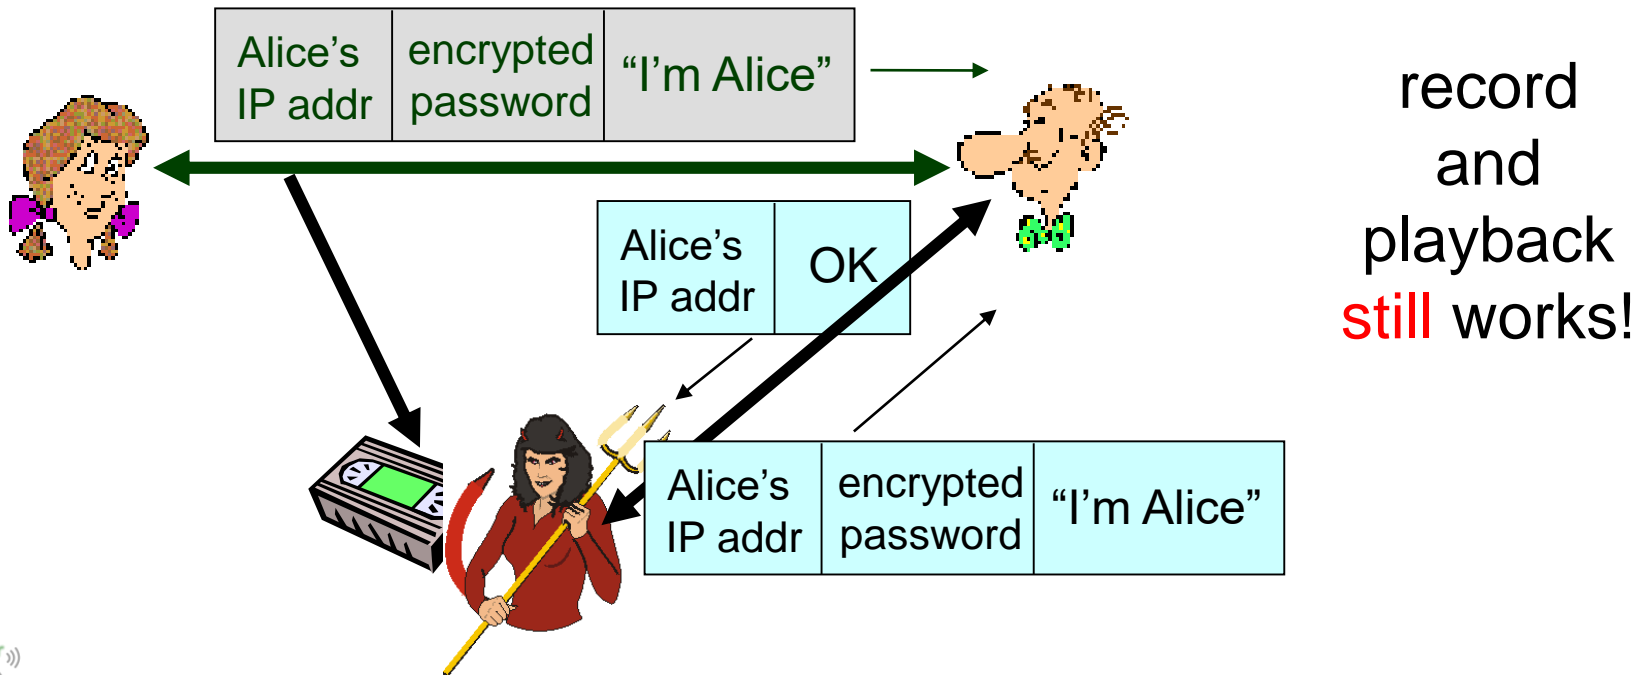 Alice’s
IP addr
encrypted
password
“I’m Alice”
record
and
playback
still works!
Alice’s
IP addr
OK
Alice’s
IP addr
encrypted
password
“I’m Alice”